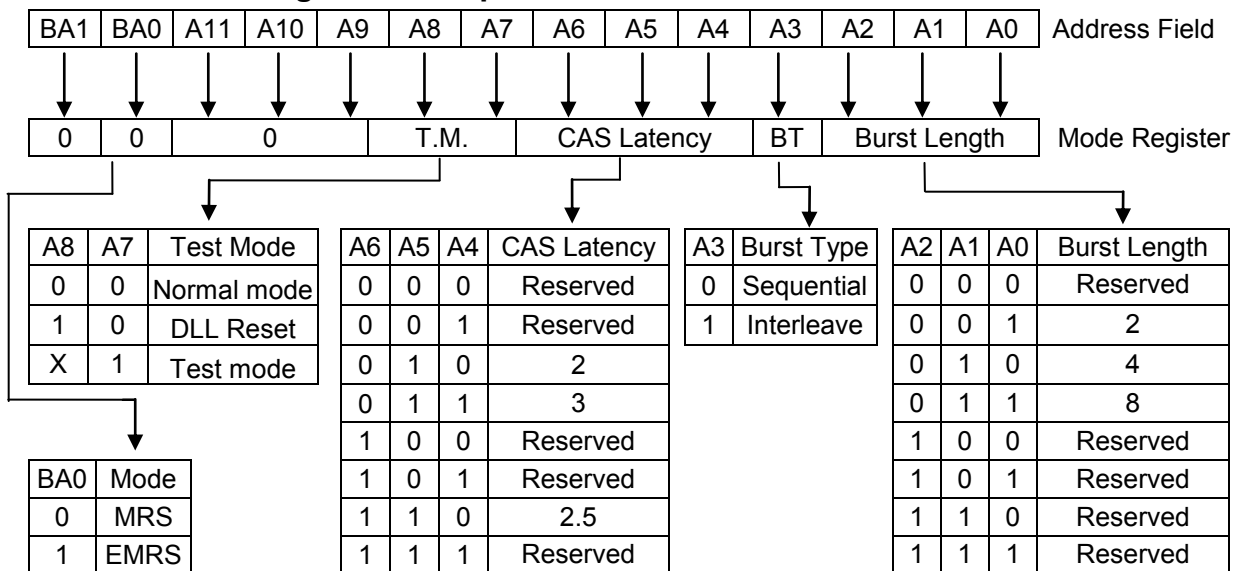 BA1 BA0 A11 A10 A9 A8 A7 A6 A5 A4 A3 A2 A1 A0 Address Field
0 0 0 T.M. CAS Latency BT Burst Length Mode Register
A8 A7 Test Mode
0 0 Normal mode
1 0 DLL Reset
X 1 Test mode
BA0 Mode
0 MRS
1 EMRS
A6 A5 A4 CAS Latency
0 0 0 Reserved
0 0 1 Reserved
0 1 0 2
0 1 1 3
1 0 0 Reserved
1 0 1 Reserved
1 1 0 2.5
1 1 1 Reserved
A3 Burst Type
0 Sequential
1 Interleave
A2 A1 A0 Burst Length
0 0 0 Reserved
0 0 1 2
0 1 0 4
0 1 1 8
1 0 0 Reserved
1 0 1 Reserved
1 1 0 Reserved
1 1 1 Reserved